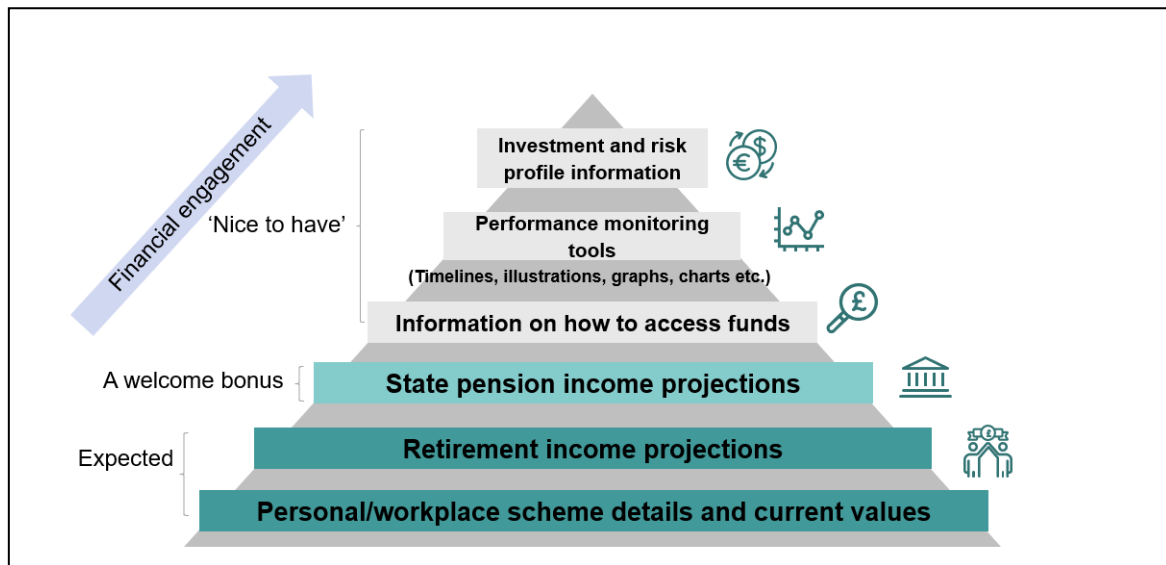 Financial engagement
'Nice to have'
Investment and risk
profile information
$
€
Performance monitoring
tools
(Timelines, illustrations, graphs, charts etc.)
Information on how to access funds
£
A welcome bonus
State pension income projections
Expected
Retirement income projections
£
Personal/workplace scheme details and current values